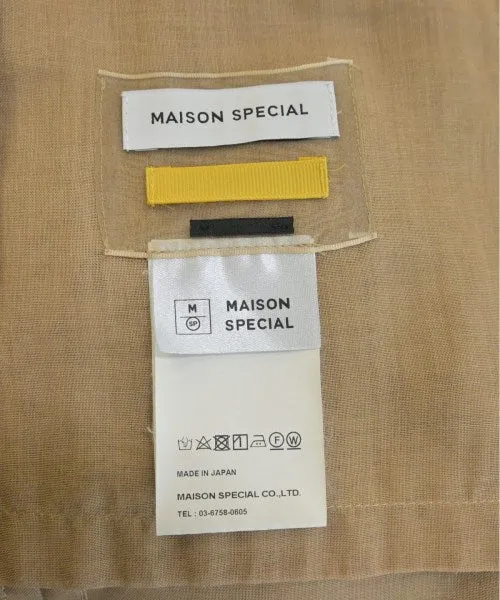 MAISON SPECIAL
M
SP
MAISON
SPECIAL
F W
MADE IN JAPAN
MAISON SPECIAL CO.,LTD.
TEL : 03-6758-0605